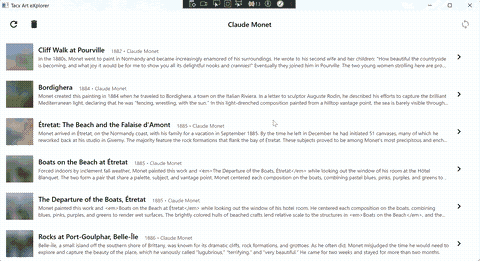 Tacx Art eXplorer
Claude Monet
Cliff Walk at Pourville 1882 • Claude Monet
In the 1880s, Monet went to paint in Normandy and became increasingly enamored of his surroundings. He wrote to his second wife and her children: "How beautiful the countryside
is becoming, and what joy it would be for me to show you all its delightful nooks and crannies!" Eventually they joined him in Pourville. The two young women strolling here are pro...
Bordighera 1884 • Claude Monet
Monet created this painting in 1884 when he traveled to Bordighera, a town on the Italian Riviera. In a letter to sculptor Auguste Rodin, he described his efforts to capture the brilliant
Mediterranean light, declaring that he was "fencing, wrestling, with the sun." In this light-drenched composition painted from a hilltop vantage point, the sea is barely visible through...
Étretat: The Beach and the Falaise d'Amont 1885 • Claude Monet
Monet arrived in Étretat, on the Normandy coast, with his family for a vacation in September 1885. By the time he left in December he had initiated 51 canvases, many of which he
reworked back at his studio in Giverny. The majority feature the rock formations that flank the bay of Étretat. These subjects proved to be among Monet's most precipitous and ech...
Boats on the Beach at Étretat 1885 • Claude Monet
Forced indoors by inclement fall weather, Monet painted this work and <em>The Departure of the Boats, Étretat</em> while looking out the window of his room at the Hôtel
Blanquet. The two form a pair that share a palette, subject, and vantage point. Monet centered each composition on the boats, combining pastel blues, pinks, purples, and greens to...
The Departure of the Boats, Étretat 1885 • Claude Monet
Monet painted this work and <em>Boats on the Beach at Étretat</em> while looking out the window of his hotel room. He centered each composition on the boats, combining
blues, pinks, purples, and greens to render wet surfaces. The brightly colored hulls of beached crafts lend relative scale to the structures in <em>Boats on the Beach</em>, and the...
Rocks at Port-Goulphar, Belle-Île 1886 • Claude Monet
Belle-Île, a small island off the southern shore of Brittany, was known for its dramatic cliffs, rock formations, and grottoes. As he often did, Monet misjudged the time he would need to
explore and capture the beauty of the place, which he variously called "lugubrious," "terrifying," and "very beautiful." He came for two weeks and stayed for more than two months.